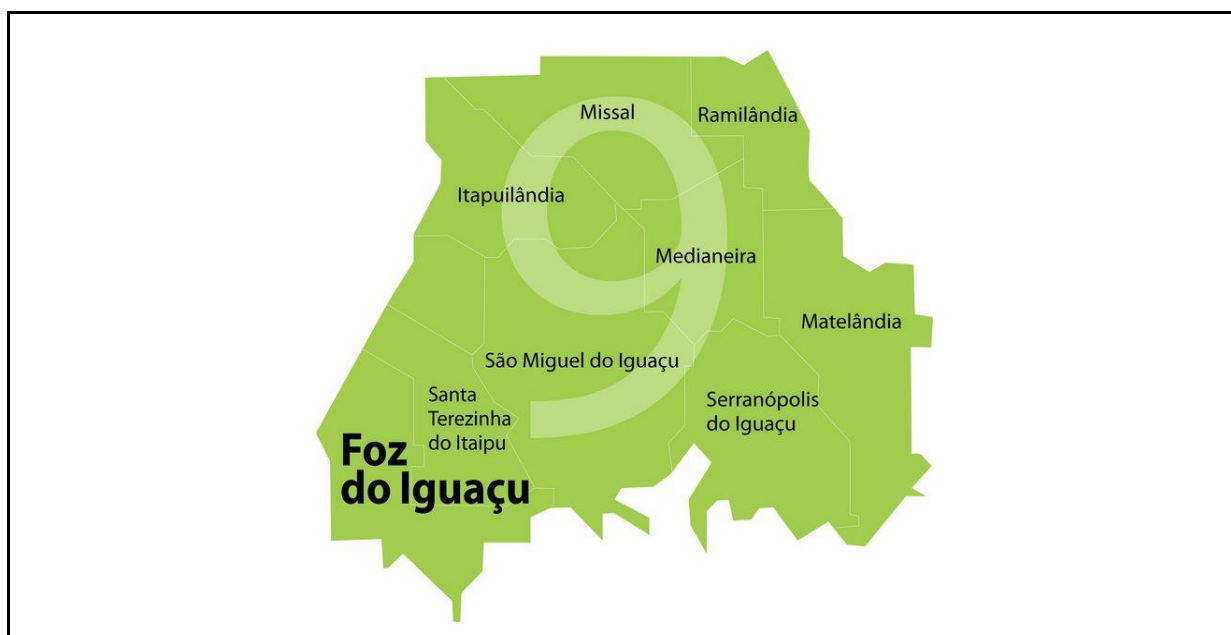 Missal
Ramilândia
Itapuilândia
Medianeira
Matelândia
São Miguel do Iguaçu
Santa
Terezinha
do Itaipu
Serranópolis
do Iguaçu
Foz
do Iguaçu
9